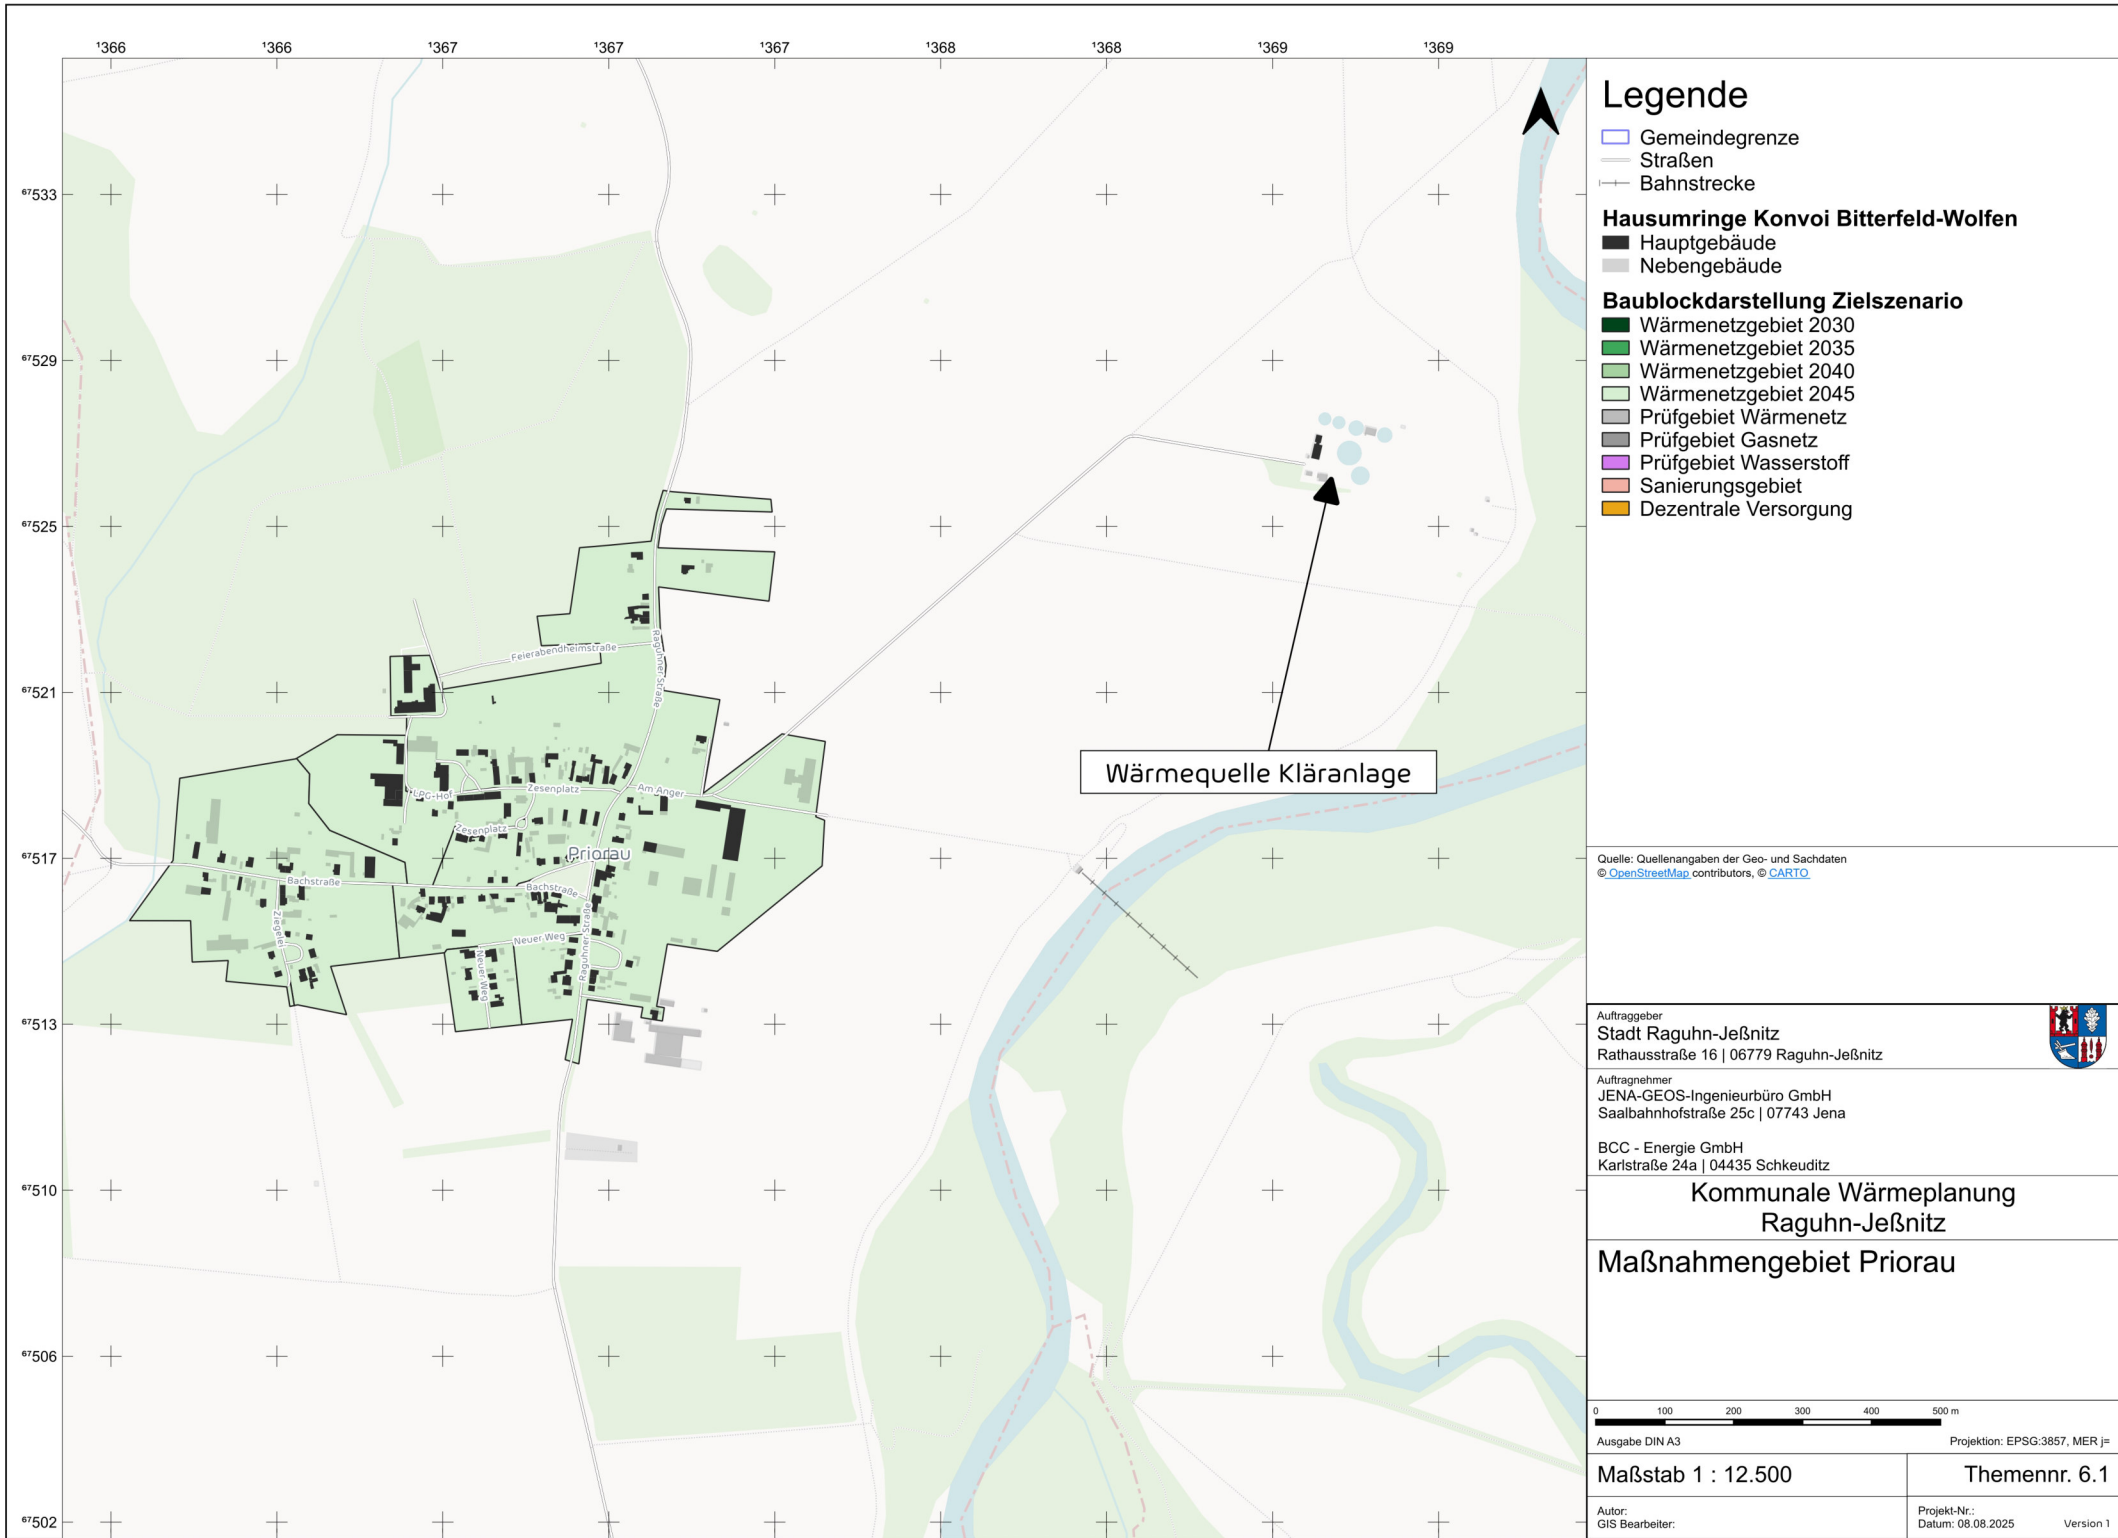 ¹366 ¹366 ¹367 ¹367 ¹367 ¹368 ¹368 ¹369 ¹369
⁶⁷533
⁶⁷529
⁶⁷525
⁶⁷521
⁶⁷517
⁶⁷513
⁶⁷510
⁶⁷506
⁶⁷502
Feierabendheimstraße
Raguhner Straße
LPG-Hof
Zesenplatz
Am Anger
Zesenplatz
Priorau
Bachstraße
Bachstraße
Ziegelei
Neuer Weg
Neuer Weg
Raguhner Straße
Wärmequelle Kläranlage
Legende
Gemeindegrenze
Straßen
Bahnstrecke
Hausumringe Konvoi Bitterfeld-Wolfen
Hauptgebäude
Nebengebäude
Baublockdarstellung Zielszenario
Wärmenetzgebiet 2030
Wärmenetzgebiet 2035
Wärmenetzgebiet 2040
Wärmenetzgebiet 2045
Prüfgebiet Wärmenetz
Prüfgebiet Gasnetz
Prüfgebiet Wasserstoff
Sanierungsgebiet
Dezentrale Versorgung
Quelle: Quellenangaben der Geo- und Sachdaten
© OpenStreetMap contributors, © CARTO
Auftraggeber
Stadt Raguhn-Jeßnitz
Rathausstraße 16 | 06779 Raguhn-Jeßnitz
Auftragnehmer
JENA-GEOS-Ingenieurbüro GmbH
Saalbahnhofstraße 25c | 07743 Jena
BCC - Energie GmbH
Karlstraße 24a | 04435 Schkeuditz
Kommunale Wärmeplanung
Raguhn-Jeßnitz
Maßnahmengebiet Priorau
0 100 200 300 400 500 m
Ausgabe DIN A3 Projektion: EPSG:3857, MER j=
Maßstab 1 : 12.500 Themennr. 6.1
Autor: Projekt-Nr.:
GIS Bearbeiter: Datum: 08.08.2025 Version 1